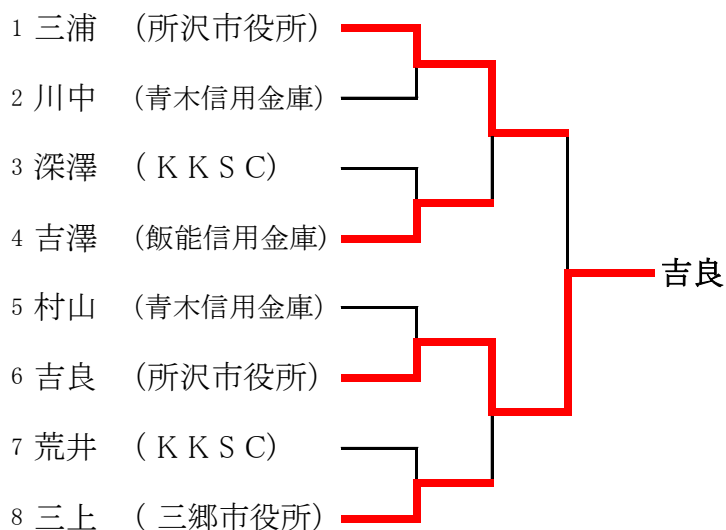 1 三浦 (所沢市役所)
2 川中 (青木信用金庫)
3 深澤 (KKSC)
4 吉澤 (飯能信用金庫)
吉良
5 村山 (青木信用金庫)
6 吉良 (所沢市役所)
7 荒井 (KKSC)
8 三上 (三郷市役所)